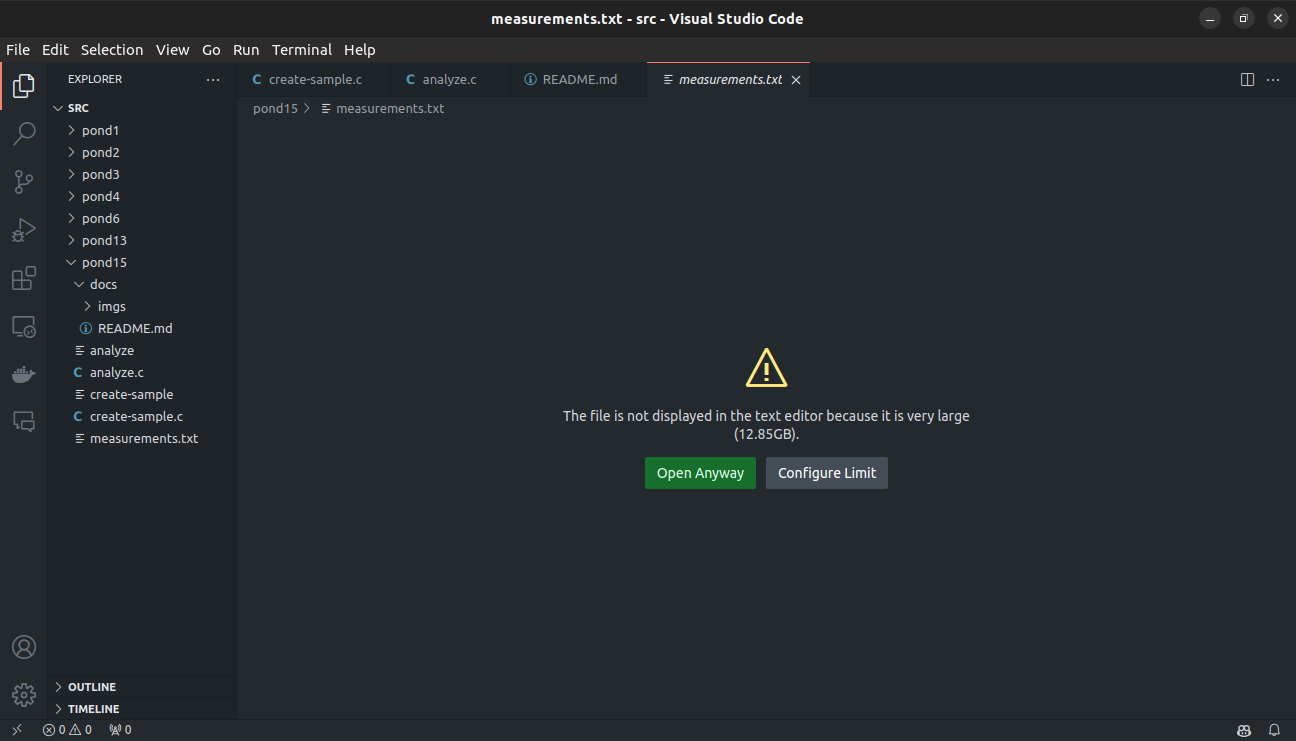 measurements.txt - src - Visual Studio Code
File Edit Selection View Go Run Terminal Help
EXPLORER
C create-sample.c
C analyze.c
README.md
measurements.txt
SRC
pond15 > measurements.txt
pond1
pond2
pond3
pond4
pond6
pond13
pond15
docs
imgs
README.md
analyze
C analyze.c
create-sample
C create-sample.c
measurements.txt
The file is not displayed in the text editor because it is very large
(12.85GB).
Open Anyway
Configure Limit
OUTLINE
TIMELINE
0 0 0